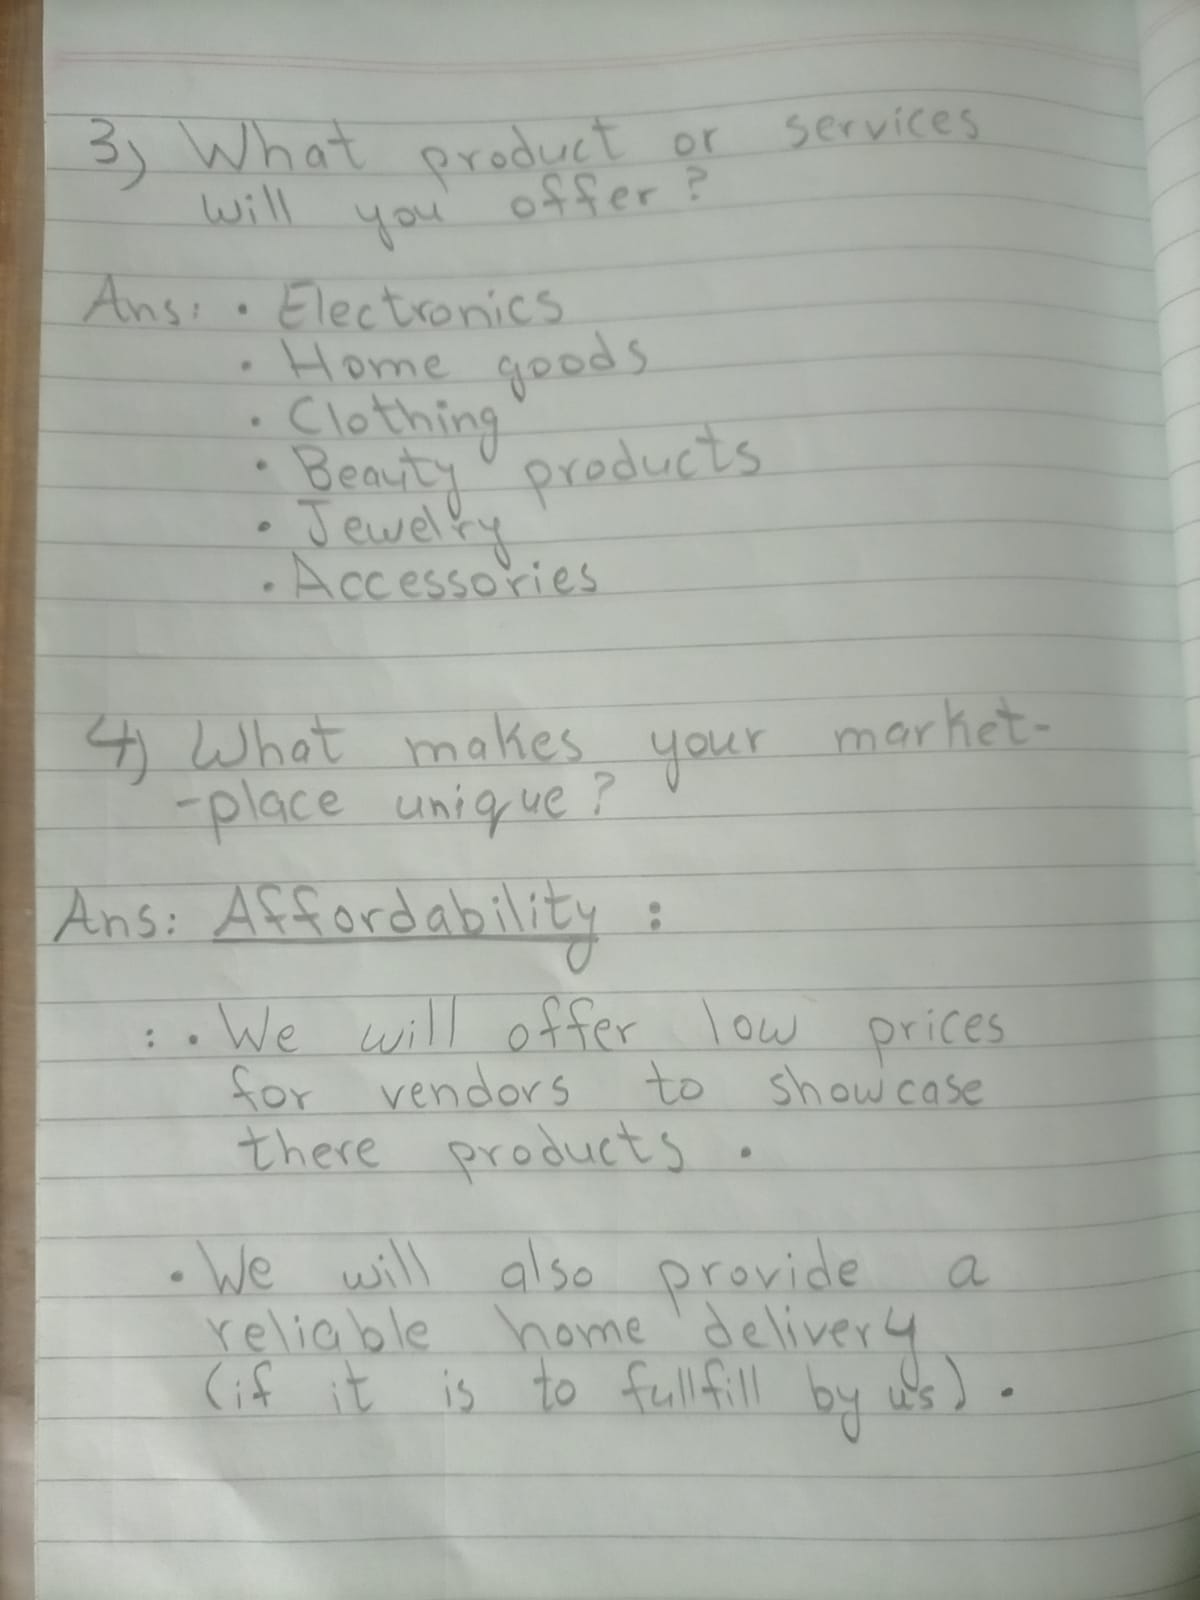 3) What product or services
will you offer?
Ans: • Electronics
• Home goods
• Clothing
• Beauty products
• Jewelry
• Accessories
4) What makes your market-
-place unique?
Ans: Affordability :
: • We will offer low prices
for vendors to showcase
there products .
• We will also provide a
reliable home delivery
(if it is to fullfill by us) .